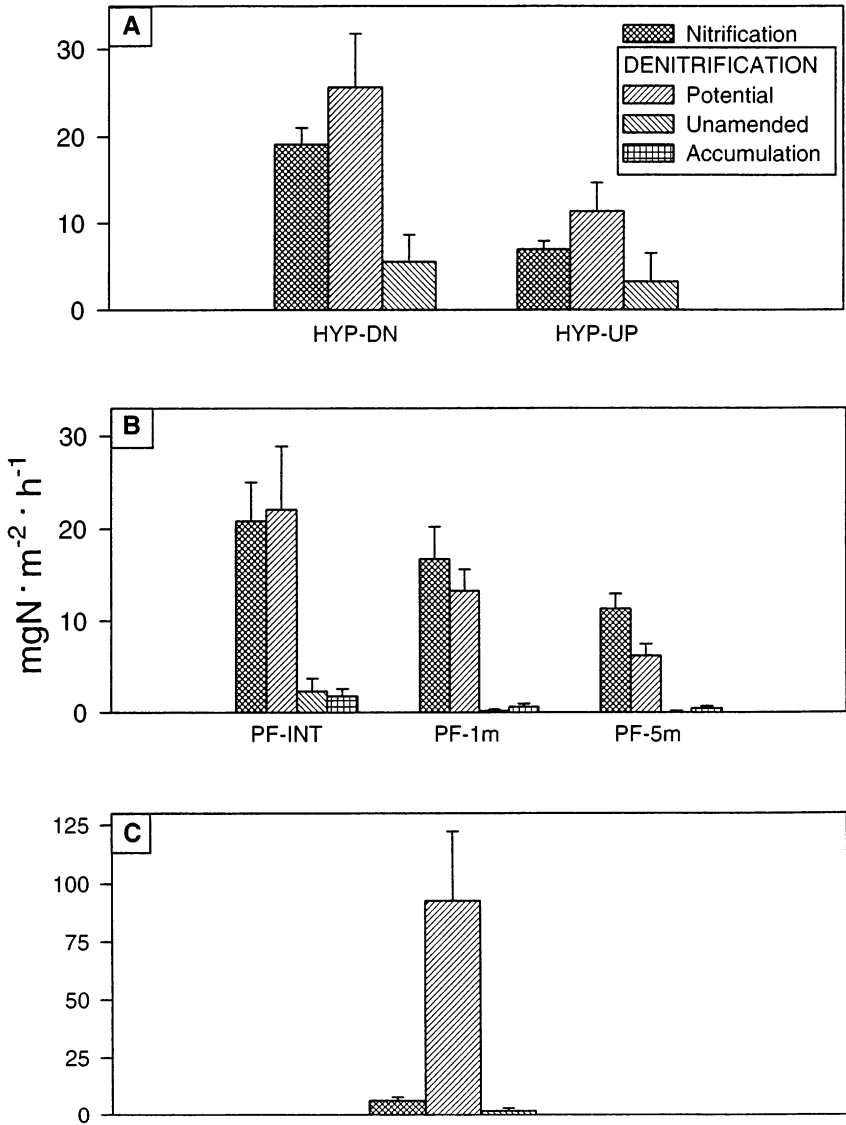 A
Nitrification
DENITRIFICATION
Potential
Unamended
Accumulation
30
20
10
0
HYP-DN HYP-UP
B
30
20
10
0
PF-INT PF-1m PF-5m
mgN · m⁻² · h⁻¹
C
125
100
75
50
25
0